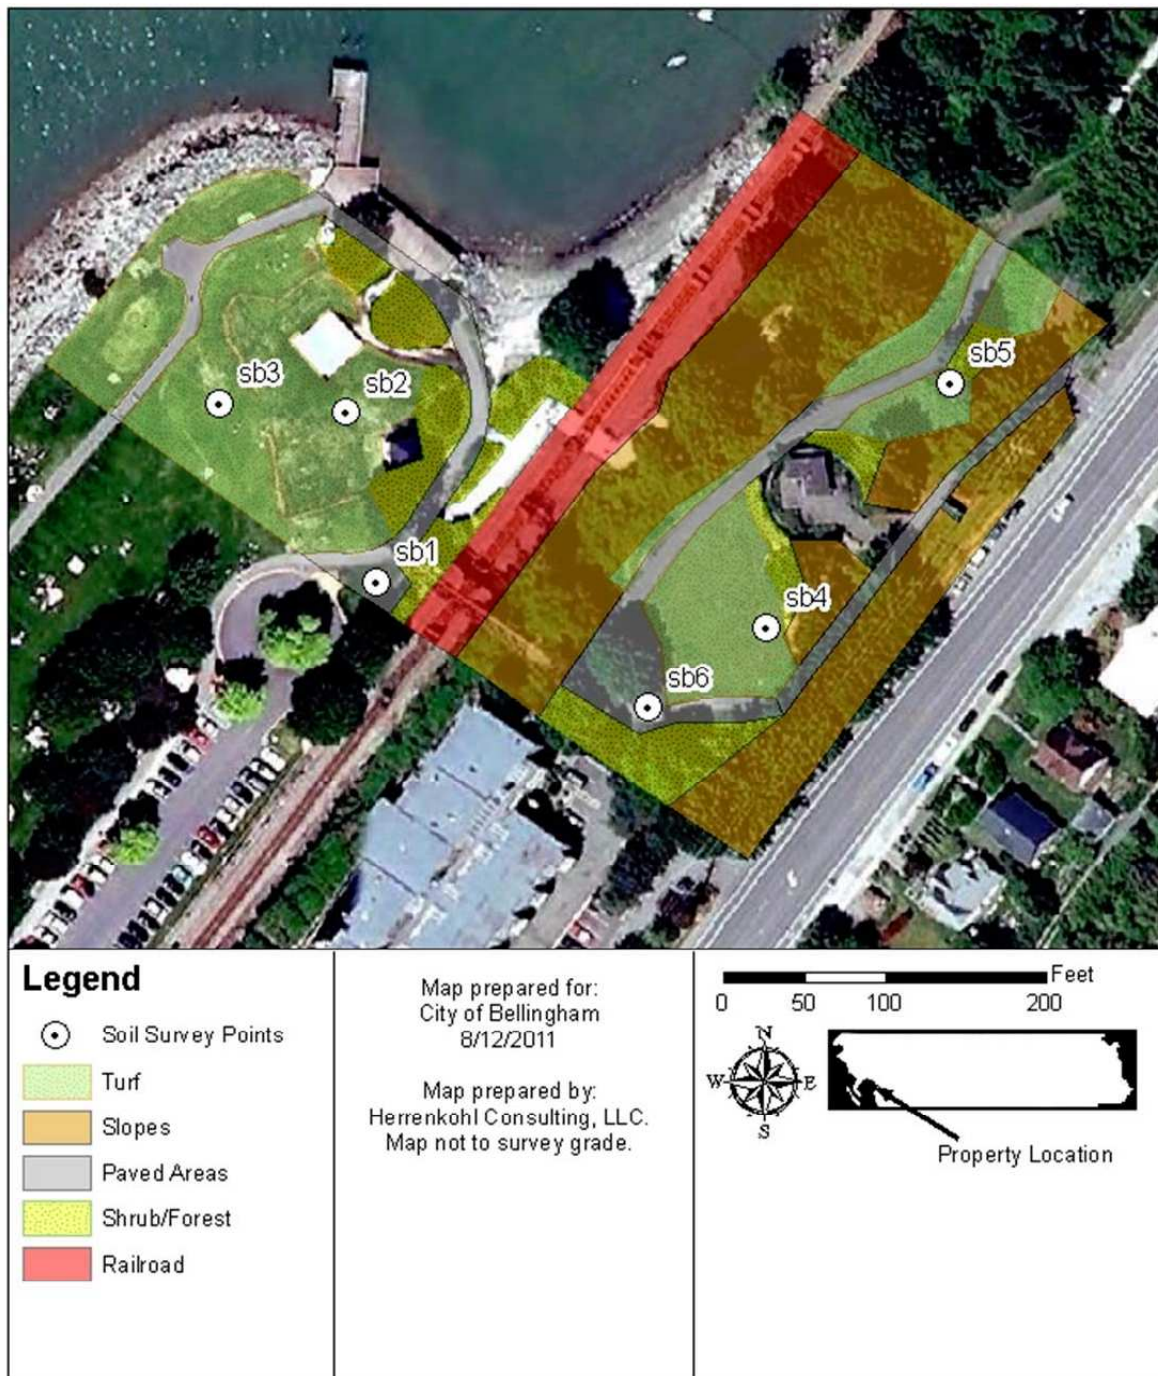 sb3
sb2
sb5
sb1
sb4
sb6
Legend
Soil Survey Points
Turf
Slopes
Paved Areas
Shrub/Forest
Railroad
Map prepared for:
City of Bellingham
8/12/2011
Map prepared by:
Herrenkohl Consulting, LLC.
Map not to survey grade.
Feet
0 50 100 200
N
W E
S
Property Location